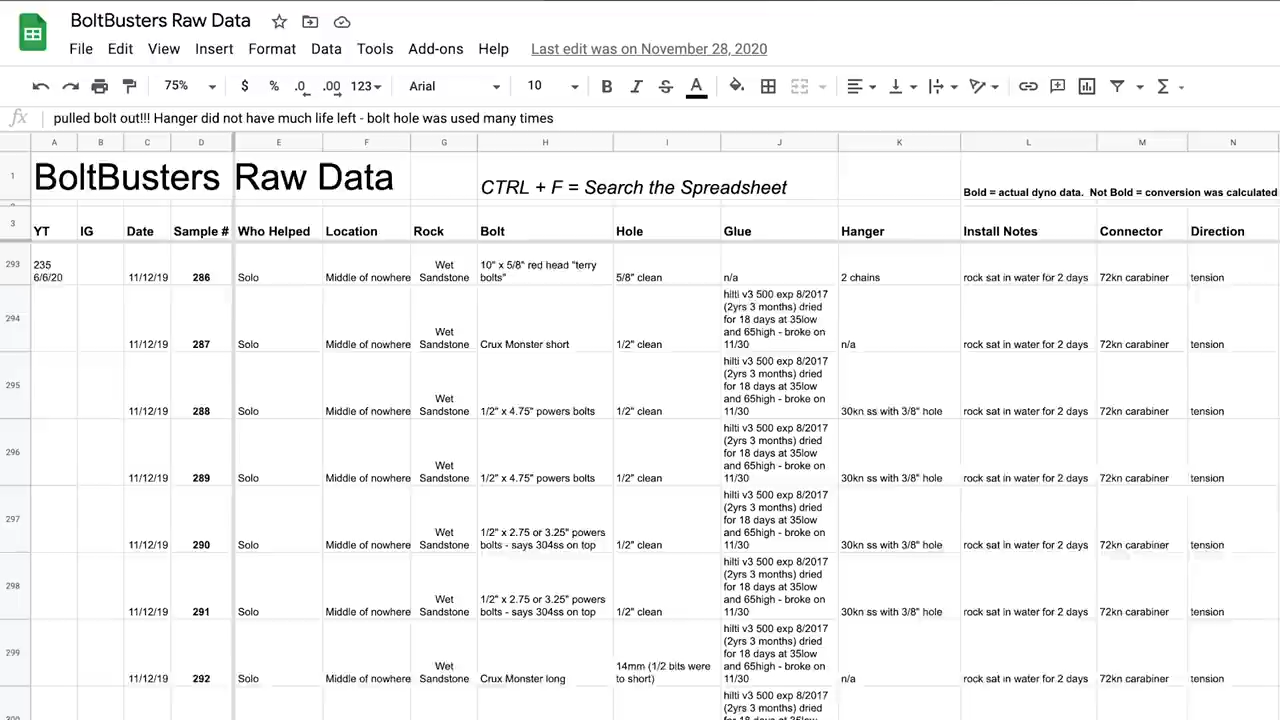 BoltBusters Raw Data
File Edit View Insert Format Data Tools Add-ons Help Last edit was on November 28, 2020
75% $ % .0 .00 123 Arial 10 B I S A
fx pulled bolt out!!! Hanger did not have much life left - bolt hole was used many times
A B C D E F G H I J K L M N
1 BoltBusters Raw Data CTRL + F = Search the Spreadsheet Bold = actual dyno data. Not Bold = conversion was calculated
3 YT IG Date Sample # Who Helped Location Rock Bolt Hole Glue Hanger Install Notes Connector Direction
293 235 Wet 10" x 5/8" red head "terry
6/6/20 11/12/19 286 Solo Middle of nowhere Sandstone bolts" 5/8" clean n/a 2 chains rock sat in water for 2 days 72kn carabiner tension
hilti v3 500 exp 8/2017
(2yrs 3 months) dried
294 for 18 days at 35low
Wet and 65high - broke on
11/12/19 287 Solo Middle of nowhere Sandstone Crux Monster short 1/2" clean 11/30 n/a rock sat in water for 2 days 72kn carabiner tension
hilti v3 500 exp 8/2017
(2yrs 3 months) dried
295 for 18 days at 35low
Wet and 65high - broke on
11/12/19 288 Solo Middle of nowhere Sandstone 1/2" x 4.75" powers bolts 1/2" clean 11/30 30kn ss with 3/8" hole rock sat in water for 2 days 72kn carabiner tension
hilti v3 500 exp 8/2017
(2yrs 3 months) dried
296 for 18 days at 35low
Wet and 65high - broke on
11/12/19 289 Solo Middle of nowhere Sandstone 1/2" x 4.75" powers bolts 1/2" clean 11/30 30kn ss with 3/8" hole rock sat in water for 2 days 72kn carabiner tension
hilti v3 500 exp 8/2017
(2yrs 3 months) dried
297 for 18 days at 35low
Wet 1/2" x 2.75 or 3.25" powers and 65high - broke on
11/12/19 290 Solo Middle of nowhere Sandstone bolts - says 304ss on top 1/2" clean 11/30 30kn ss with 3/8" hole rock sat in water for 2 days 72kn carabiner tension
hilti v3 500 exp 8/2017
(2yrs 3 months) dried
298 for 18 days at 35low
Wet 1/2" x 2.75 or 3.25" powers and 65high - broke on
11/12/19 291 Solo Middle of nowhere Sandstone bolts - says 304ss on top 1/2" clean 11/30 30kn ss with 3/8" hole rock sat in water for 2 days 72kn carabiner tension
hilti v3 500 exp 8/2017
(2yrs 3 months) dried
299 for 18 days at 35low
Wet 14mm (1/2 bits were and 65high - broke on
11/12/19 292 Solo Middle of nowhere Sandstone Crux Monster long to short) 11/30 n/a rock sat in water for 2 days 72kn carabiner tension
hilti v3 500 exp 8/2017
(2yrs 3 months) dried